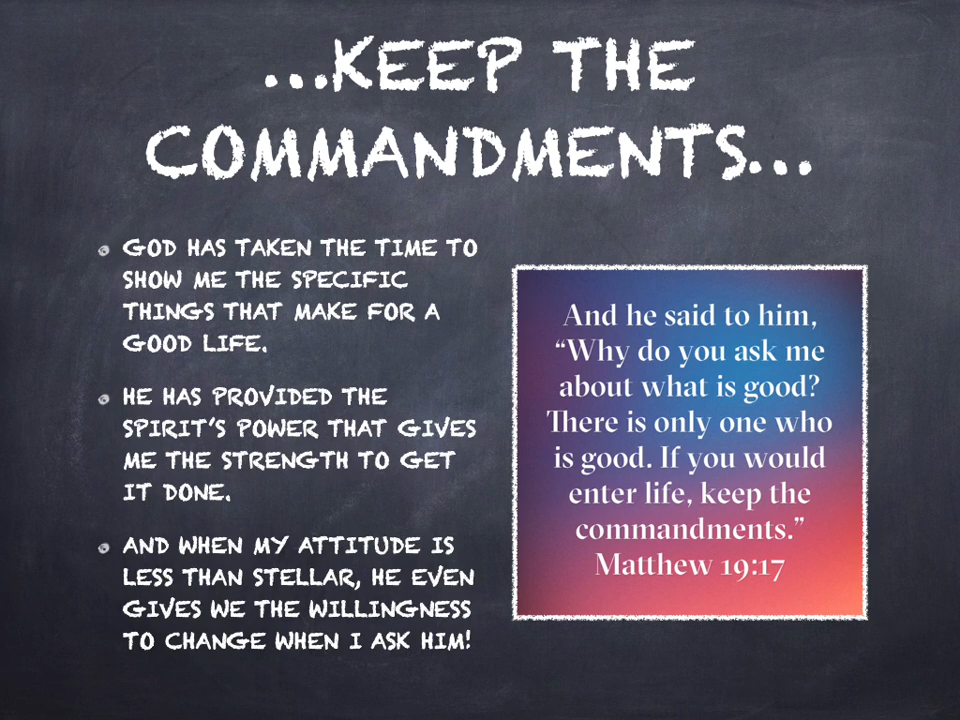 ...KEEP THE
COMMANDMENTS...
GOD HAS TAKEN THE TIME TO
SHOW ME THE SPECIFIC
THINGS THAT MAKE FOR A
GOOD LIFE.
HE HAS PROVIDED THE
SPIRIT'S POWER THAT GIVES
ME THE STRENGTH TO GET
IT DONE.
AND WHEN MY ATTITUDE IS
LESS THAN STELLAR, HE EVEN
GIVES WE THE WILLINGNESS
TO CHANGE WHEN I ASK HIM!
And he said to him,
“Why do you ask me
about what is good?
There is only one who
is good. If you would
enter life, keep the
commandments.”
Matthew 19:17